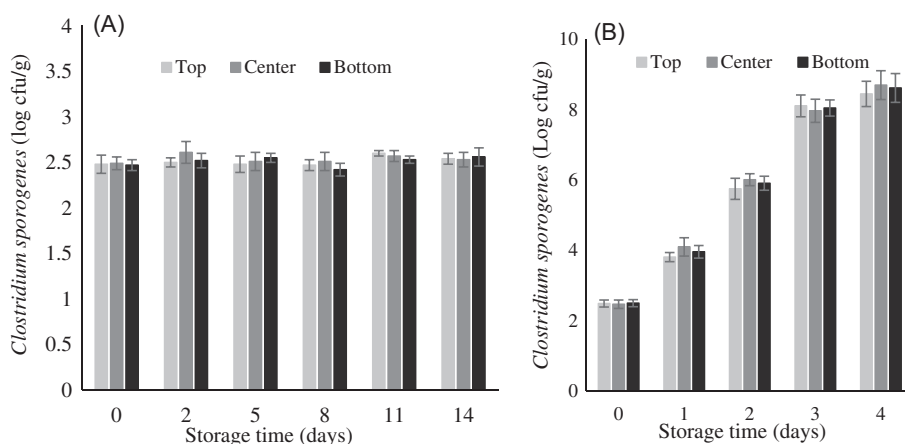 (A)
Clostridium sporogenes (log cfu/g)
4
3.5
3
2.5
2
1.5
1
0.5
0
Top Center Bottom
0 2 5 8 11 14
Storage time (days)
(B)
Clostridium sporogenes (Log cfu/g)
10
8
6
4
2
0
Top Center Bottom
0 1 2 3 4
Storage time (days)